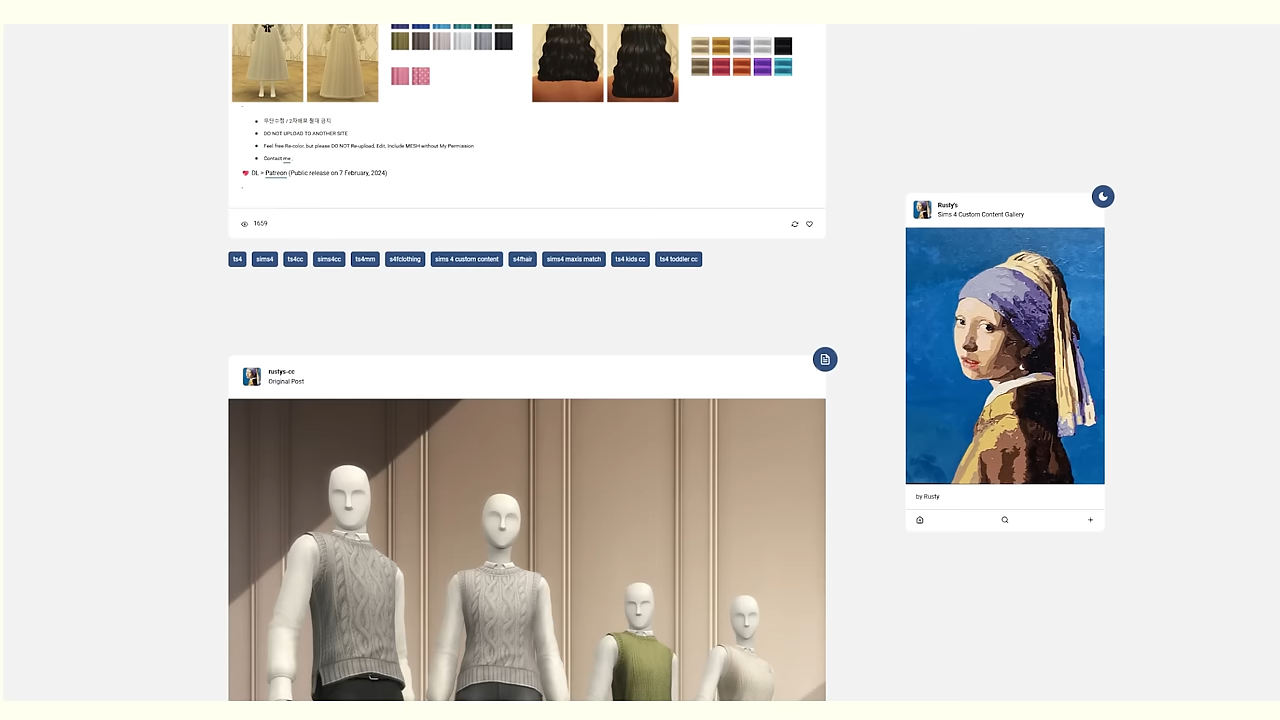 무단수정 / 2차배포 절대 금지
DO NOT UPLOAD TO ANOTHER SITE
Feel free Re-color, but please DO NOT Re-upload, Edit, Include MESH without My Permission
Contact me ;
DL > Patreon (Public release on 7 February, 2024)
1659
ts4 sims4 ts4cc sims4cc ts4mm s4fclothing sims 4 custom content s4fhair sims4 maxis match ts4 kids cc ts4 toddler cc
rustys-cc
Original Post
Rusty's
Sims 4 Custom Content Gallery
by Rusty